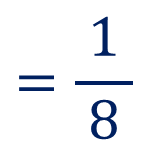 = 1/8